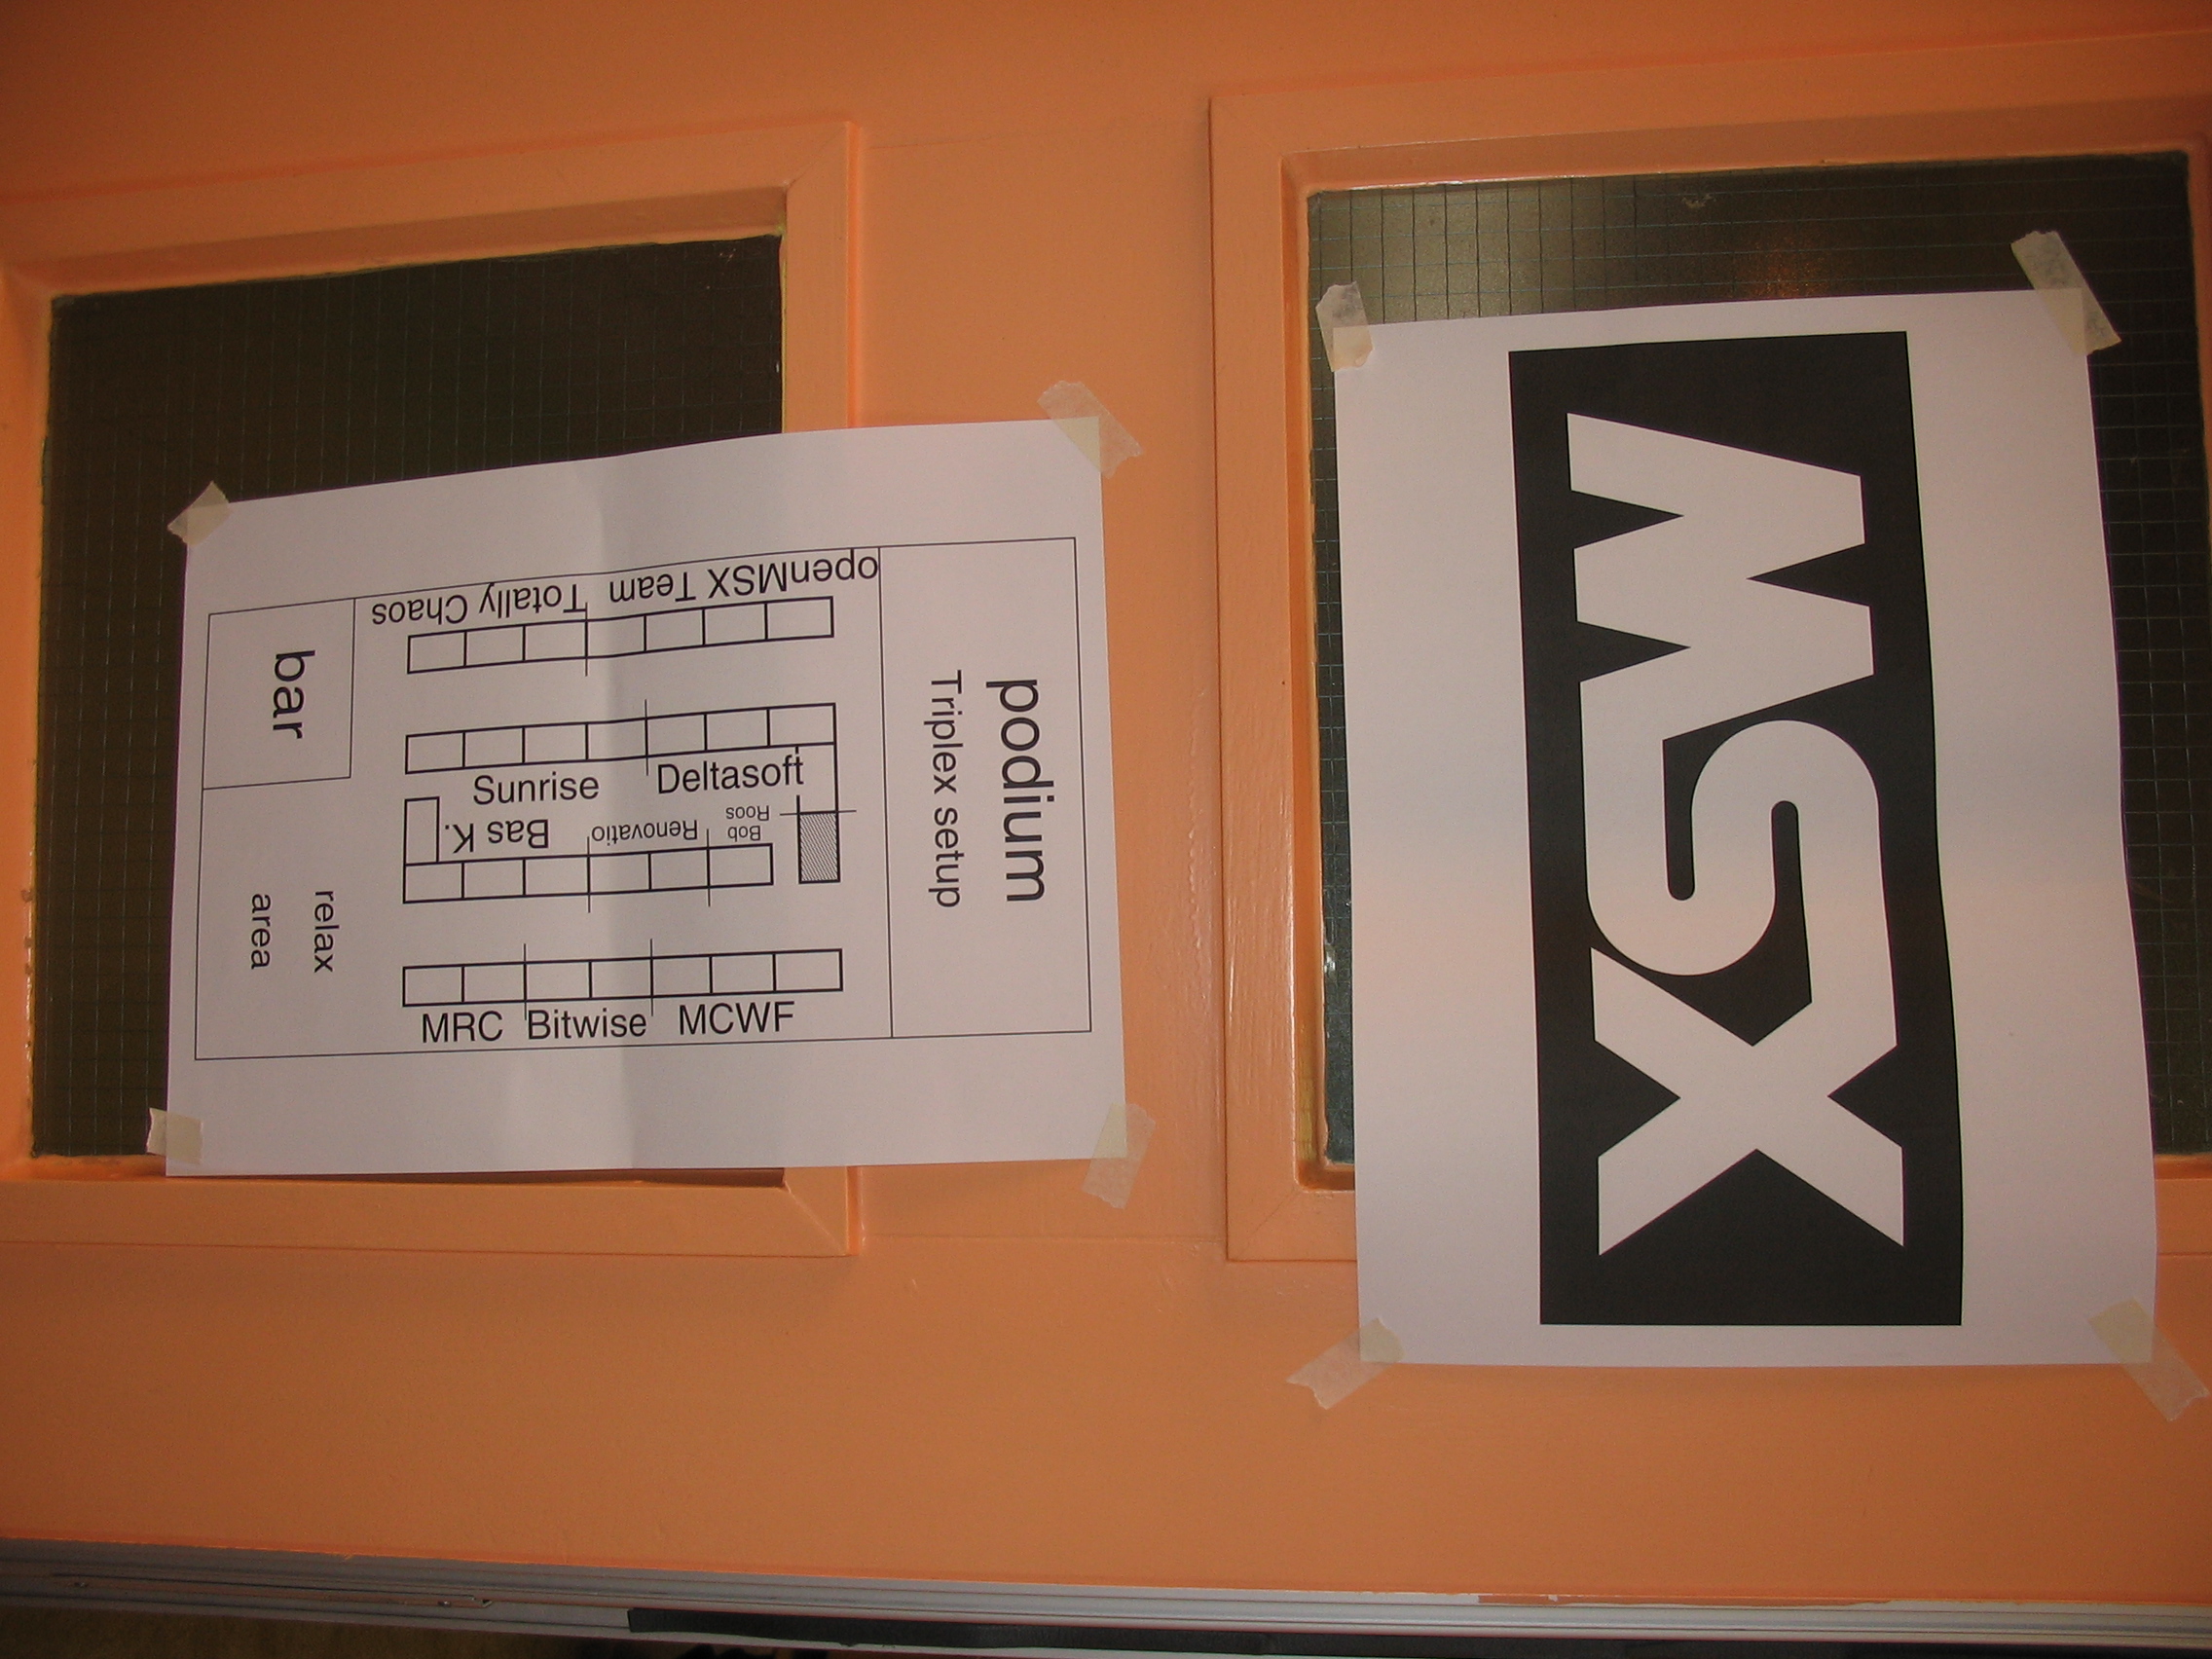 MSX
podium
Triplex setup
openMSX Team
Totally Chaos
Deltasoft
Sunrise
Bob
Roos
Renovatio
Bas K.
MCWF
Bitwise
MRC
bar
relax
area